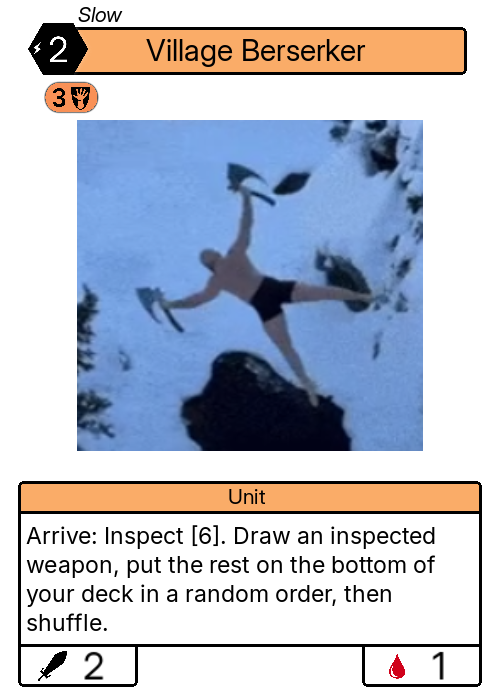 Slow
2
Village Berserker
3
Unit
Arrive: Inspect [6]. Draw an inspected
weapon, put the rest on the bottom of
your deck in a random order, then
shuffle.
2
1